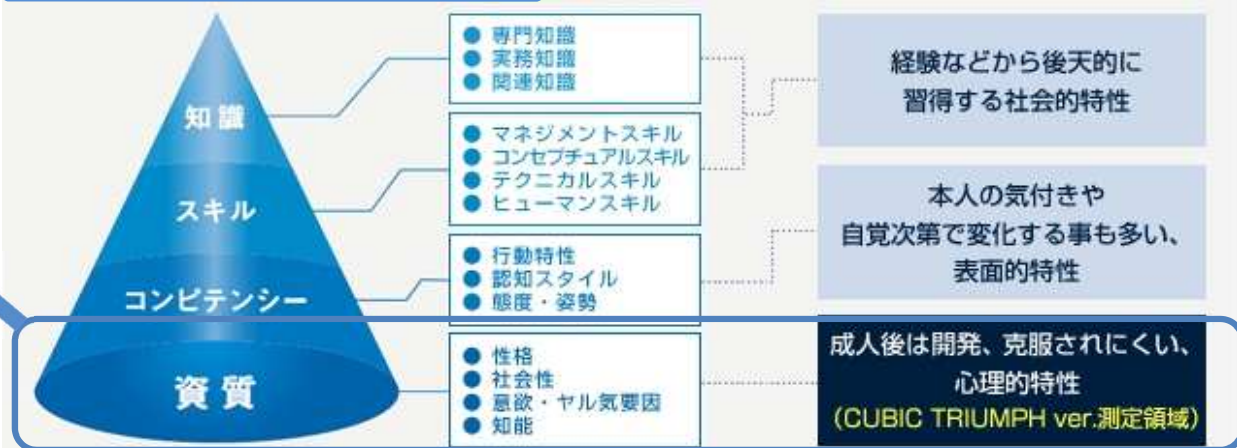 知識
スキル
コンピテンシー
資質
● 専門知識
● 実務知識
● 関連知識
● マネジメントスキル
● コンセプチュアルスキル
● テクニカルスキル
● ヒューマンスキル
● 行動特性
● 認知スタイル
● 態度・姿勢
● 性格
● 社会性
●意欲・ヤル気要因
● 知能
経験などから後天的に
習得する社会的特性
本人の気付きや
自覚次第で変化する事も多い、
表面的特性
成人後は開発、克服されにくい、
心理的特性
(CUBIC TRIUMPH ver.測定領域)